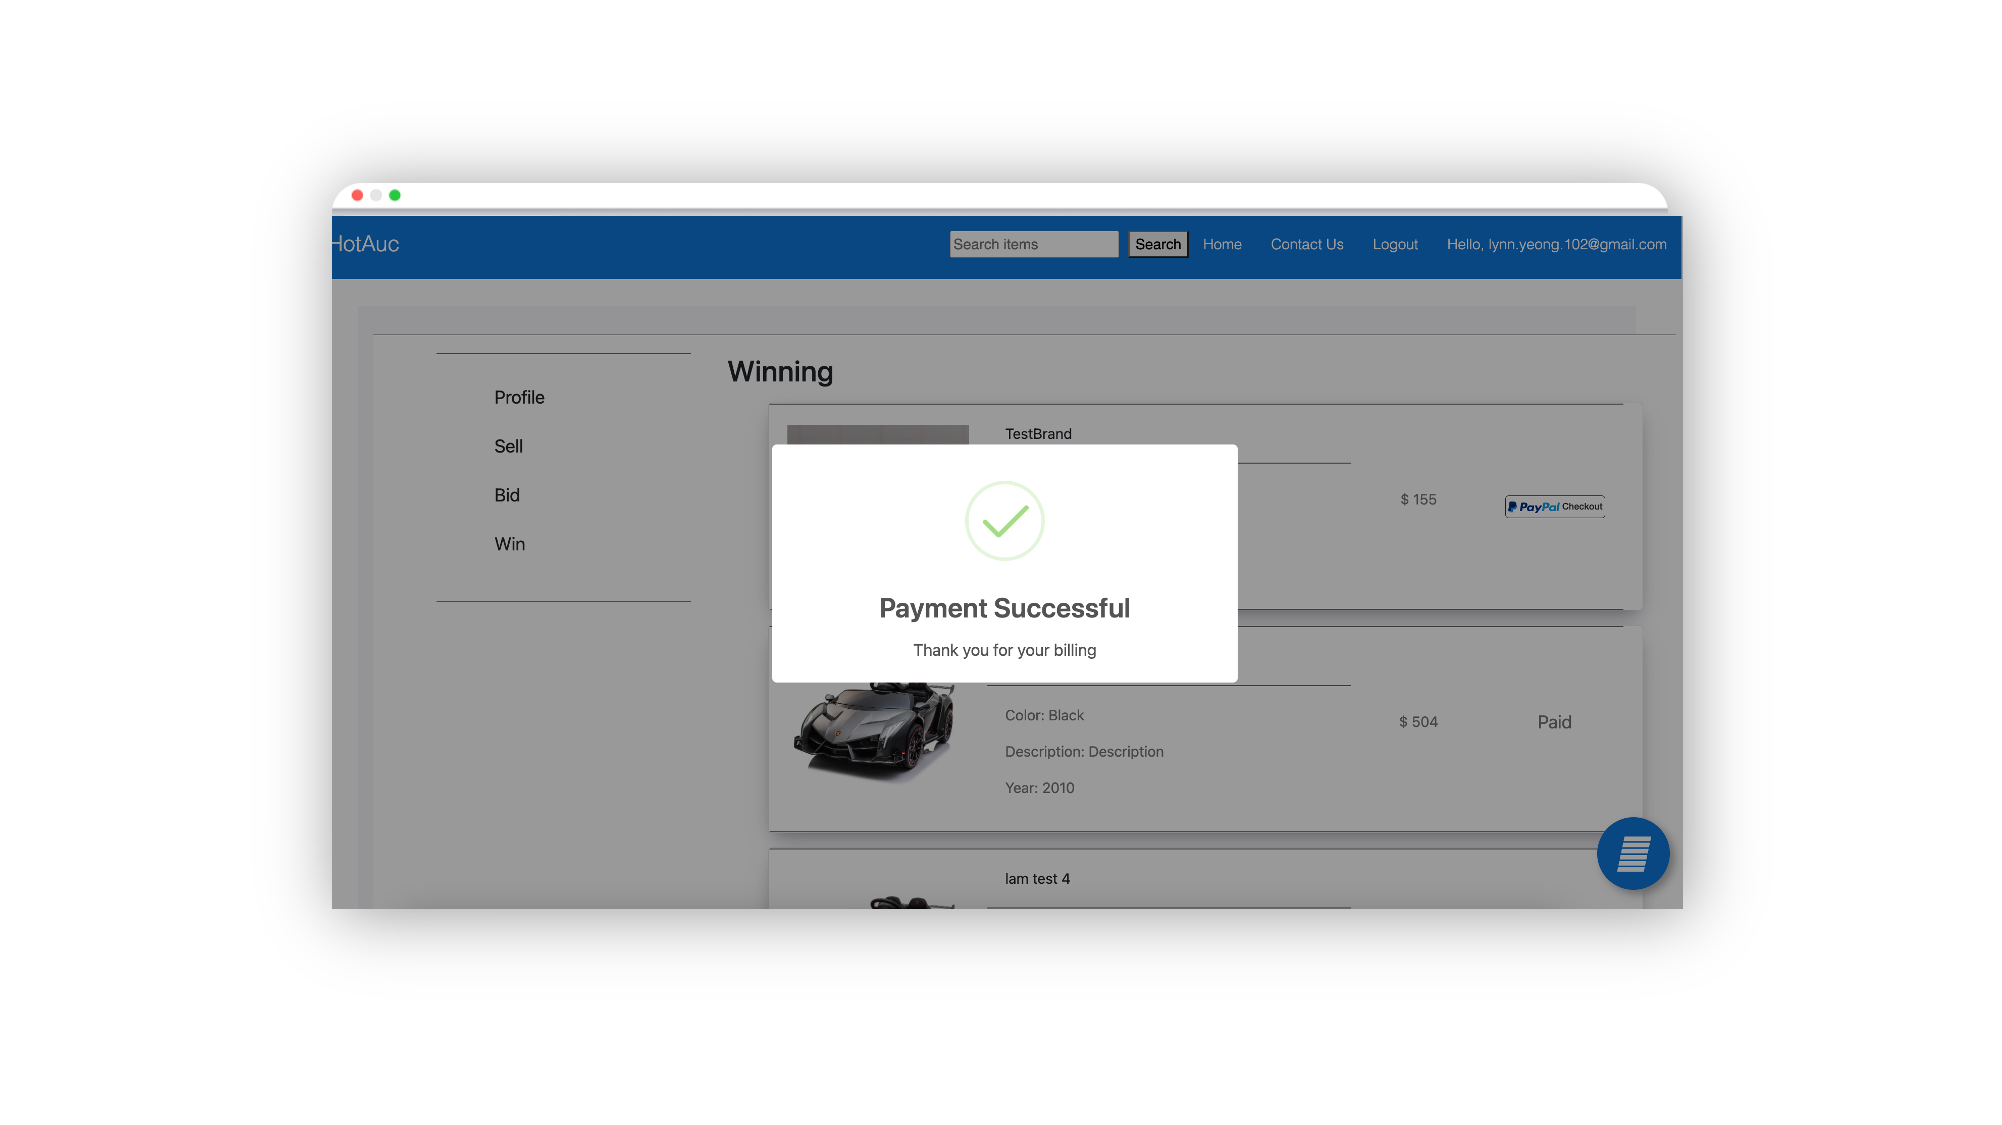 HotAuc
Search items
Search
Home
Contact Us
Logout
Hello, lynn.yeong.102@gmail.com
Profile
Sell
Bid
Win
Winning
TestBrand
$ 155
PayPal Checkout
Payment Successful
Thank you for your billing
Color: Black
Description: Description
Year: 2010
$ 504
Paid
lam test 4